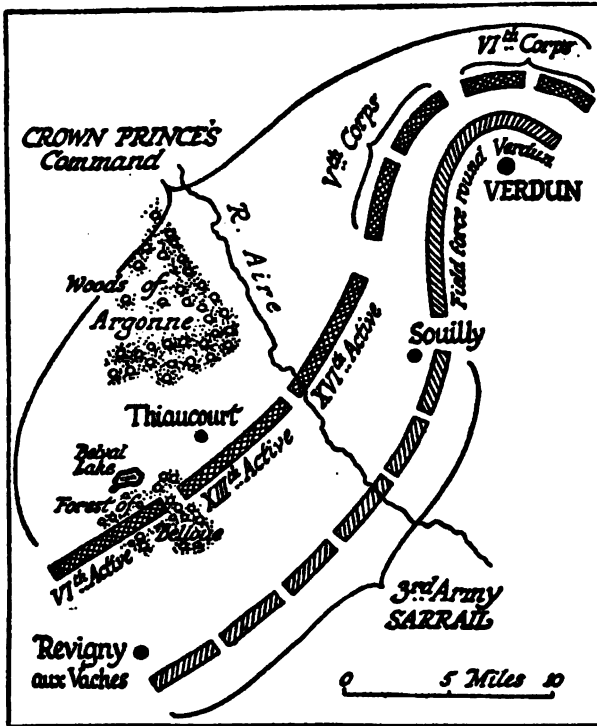 VIth Corps
Vth Corps
CROWN PRINCE'S
Command
Verdun
VERDUN
Field force round
R. Aire
Woods of
Argonne
Souilly
XVIth Active
Thiaucourt
Belval
Lake
XIIIth Active
Forest of
Belloue
VIth Active
3rd Army
SARRAIL
Revigny
aux Vaches
0 5 Miles 10